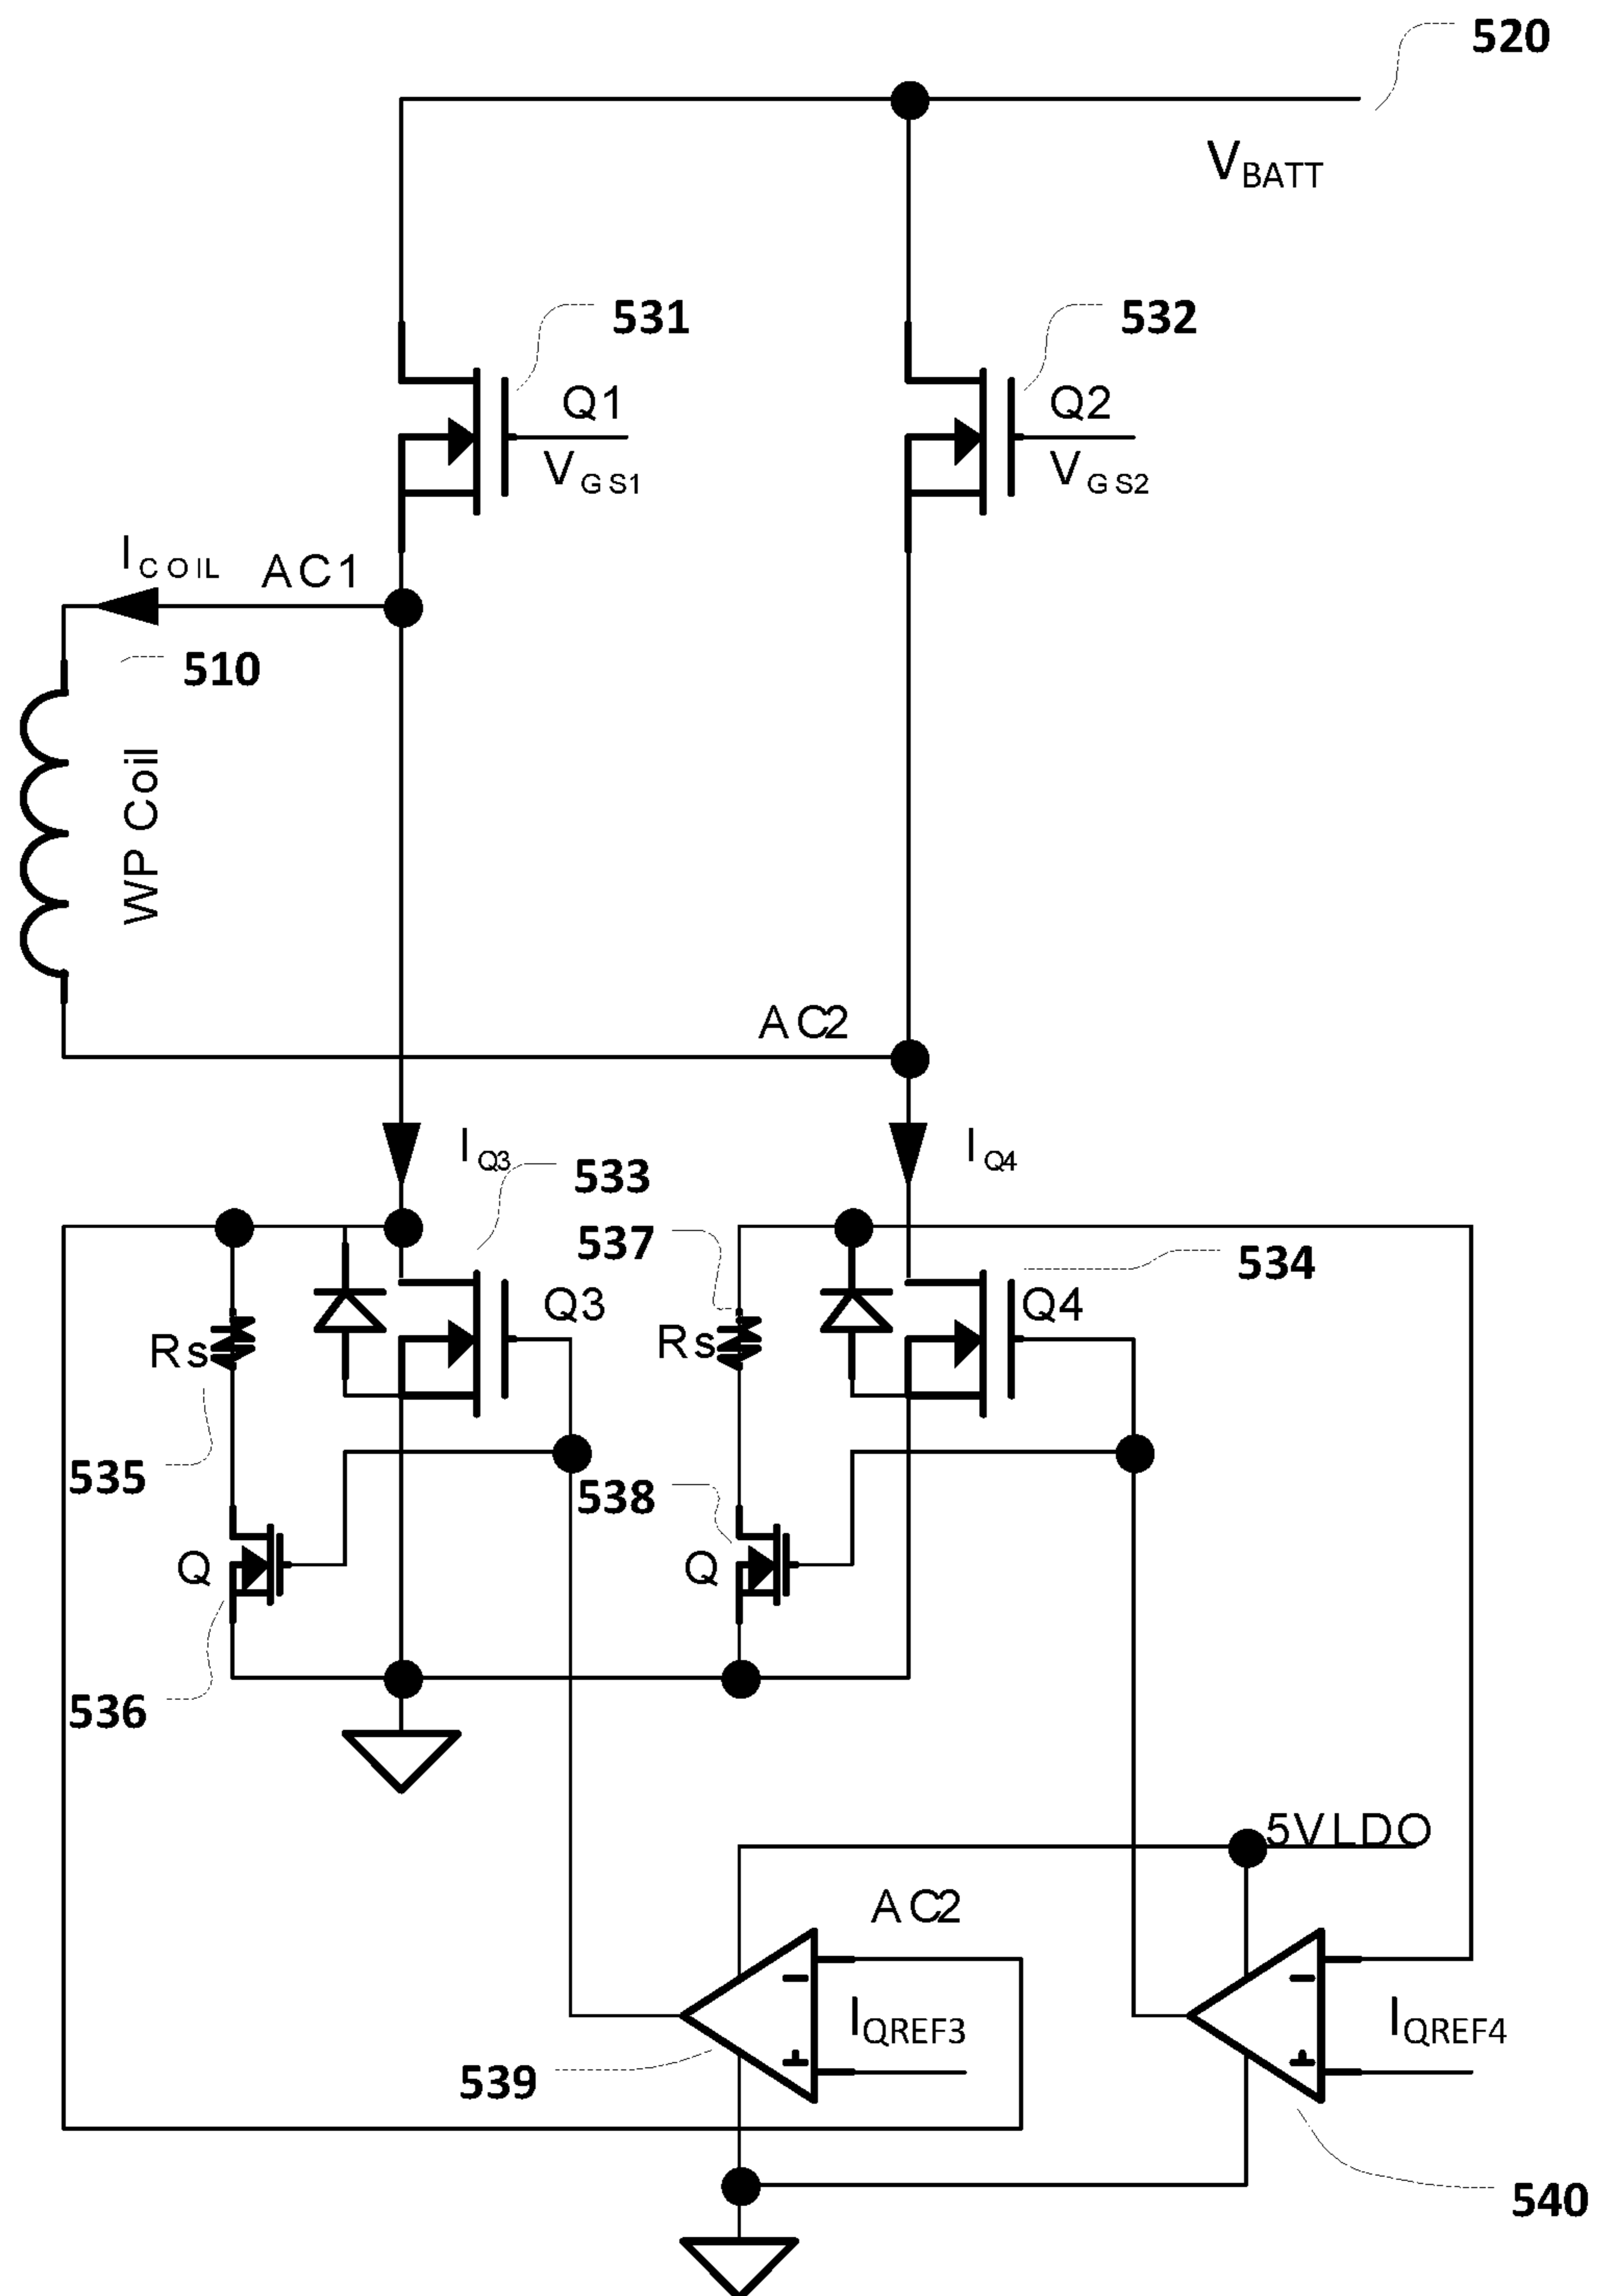 520
VBATT
531
532
Q1
VGS1
Q2
VGS2
ICOIL
AC1
510
WP Coil
AC2
IQ3
IQ4
533
537
534
Q3
Q4
Rs
Rs
535
538
Q
Q
536
5VLDO
AC2
IQREF3
IQREF4
539
540